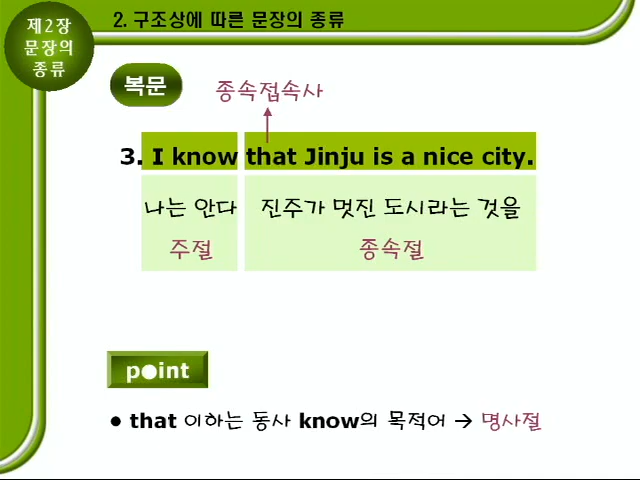 제2장
문장의
종류
2. 구조상에 따른 문장의 종류
복문
종속접속사
3. I know that Jinju is a nice city.
나는 안다 진주가 멋진 도시라는 것을
주절 종속절
point
● that 이하는 동사 know의 목적어 → 명사절